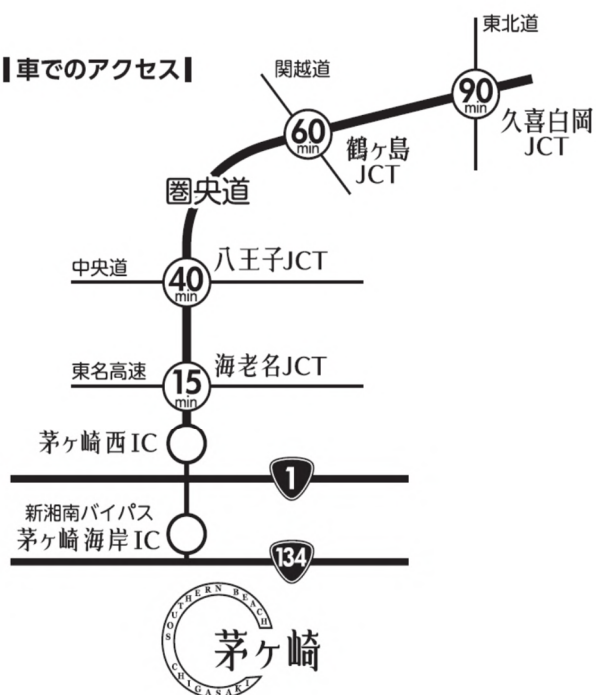 車でのアクセス
東北道
関越道
90
min
久喜白岡
JCT
60
min
鶴ヶ島
JCT
圏央道
八王子JCT
中央道
40
min
海老名JCT
東名高速
15
min
茅ヶ崎西IC
1
新湘南バイパス
茅ヶ崎海岸IC
134
SOUTHERN BEACH
茅ヶ崎
CHIGASAKI